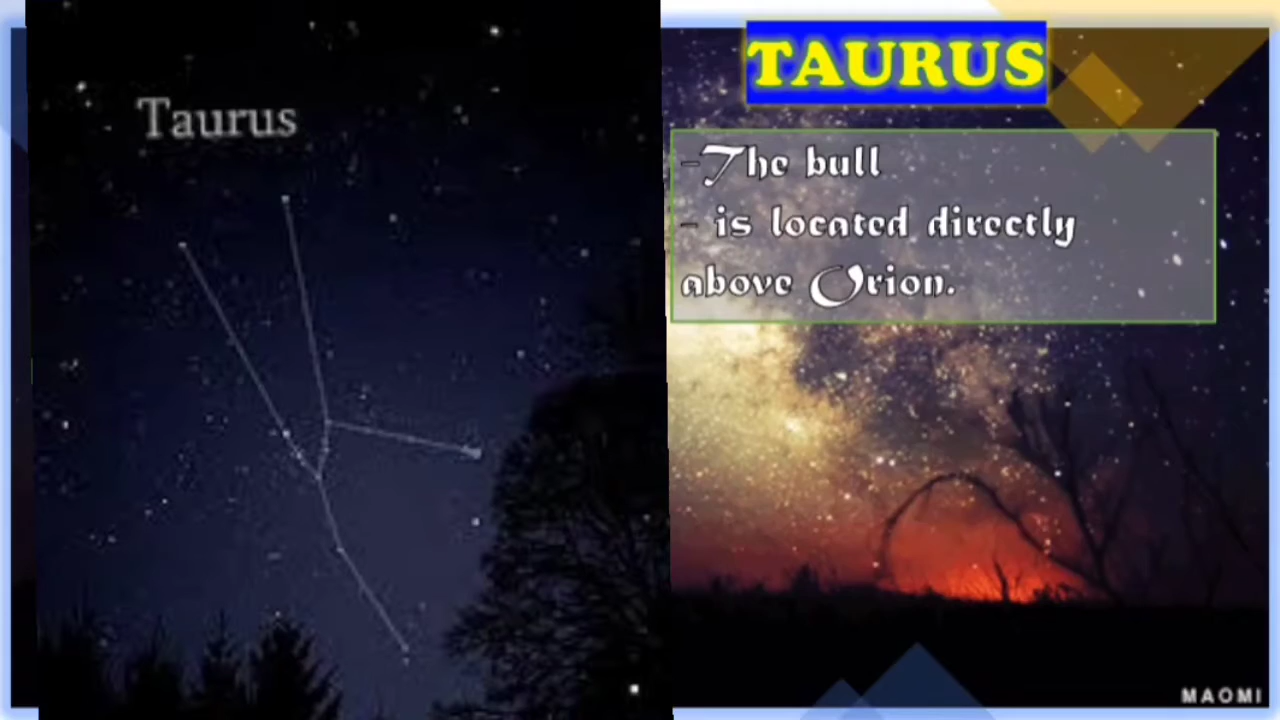 Taurus
TAURUS
-The bull
- is located directly
above Orion.
MAOMI